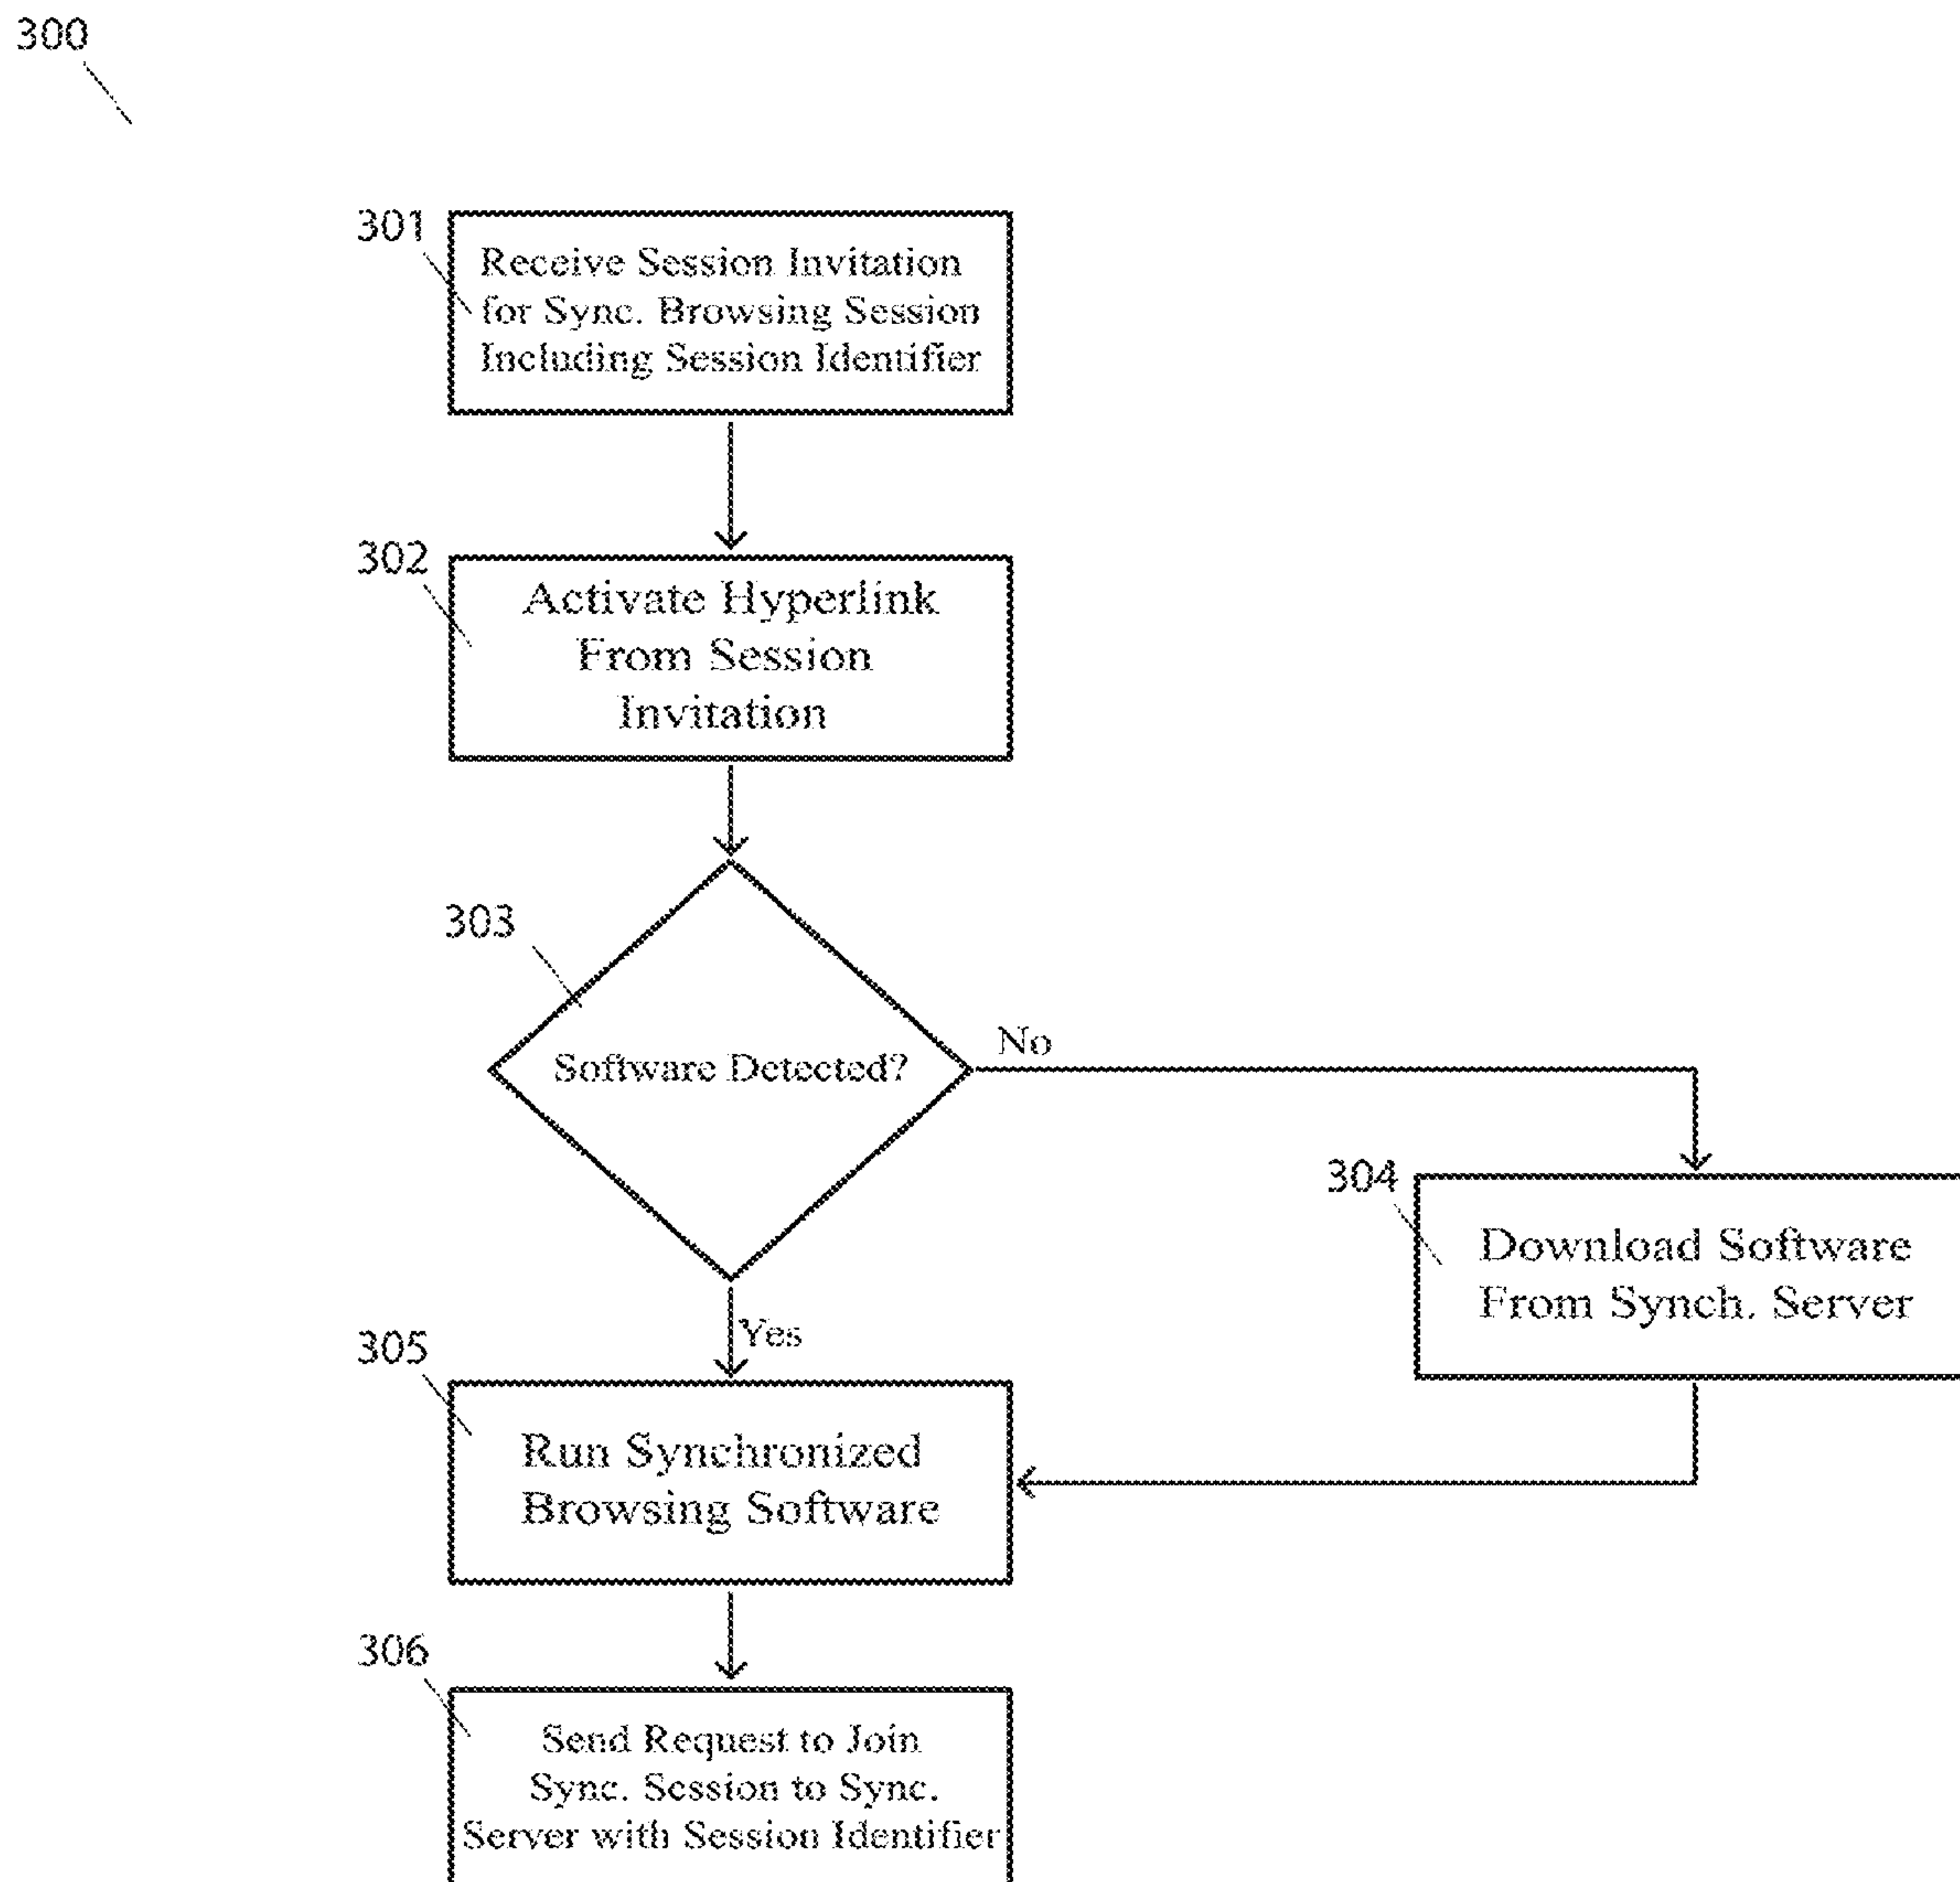 300
301
Receive Session Invitation
for Sync. Browsing Session
Including Session Identifier
302
Activate Hyperlink
From Session
Invitation
303
Software Detected?
No
304
Download Software
From Synch. Server
Yes
305
Run Synchronized
Browsing Software
306
Send Request to Join
Sync. Session to Sync.
Server with Session Identifier